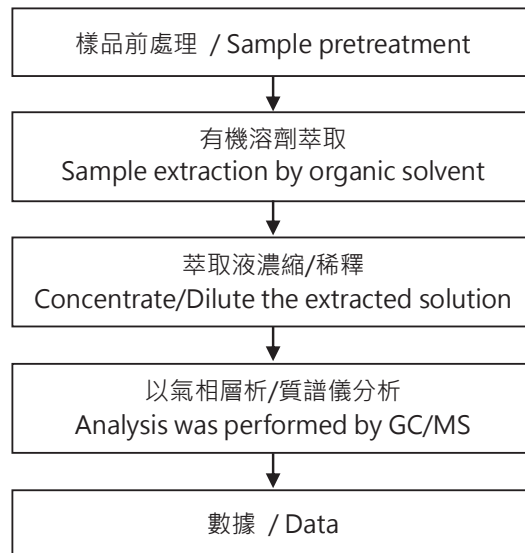 樣品前處理 / Sample pretreatment
有機溶劑萃取
Sample extraction by organic solvent
萃取液濃縮/稀釋
Concentrate/Dilute the extracted solution
以氣相層析/質譜儀分析
Analysis was performed by GC/MS
數據 / Data